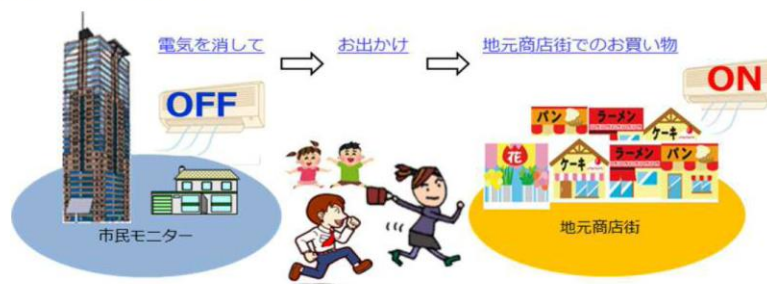 電気を消して
お出かけ
地元商店街でのお買い物
OFF
ON
パン
ラーメン
ケーキ
花
ケーキ
ラーメン
パン
市民モニター
地元商店街